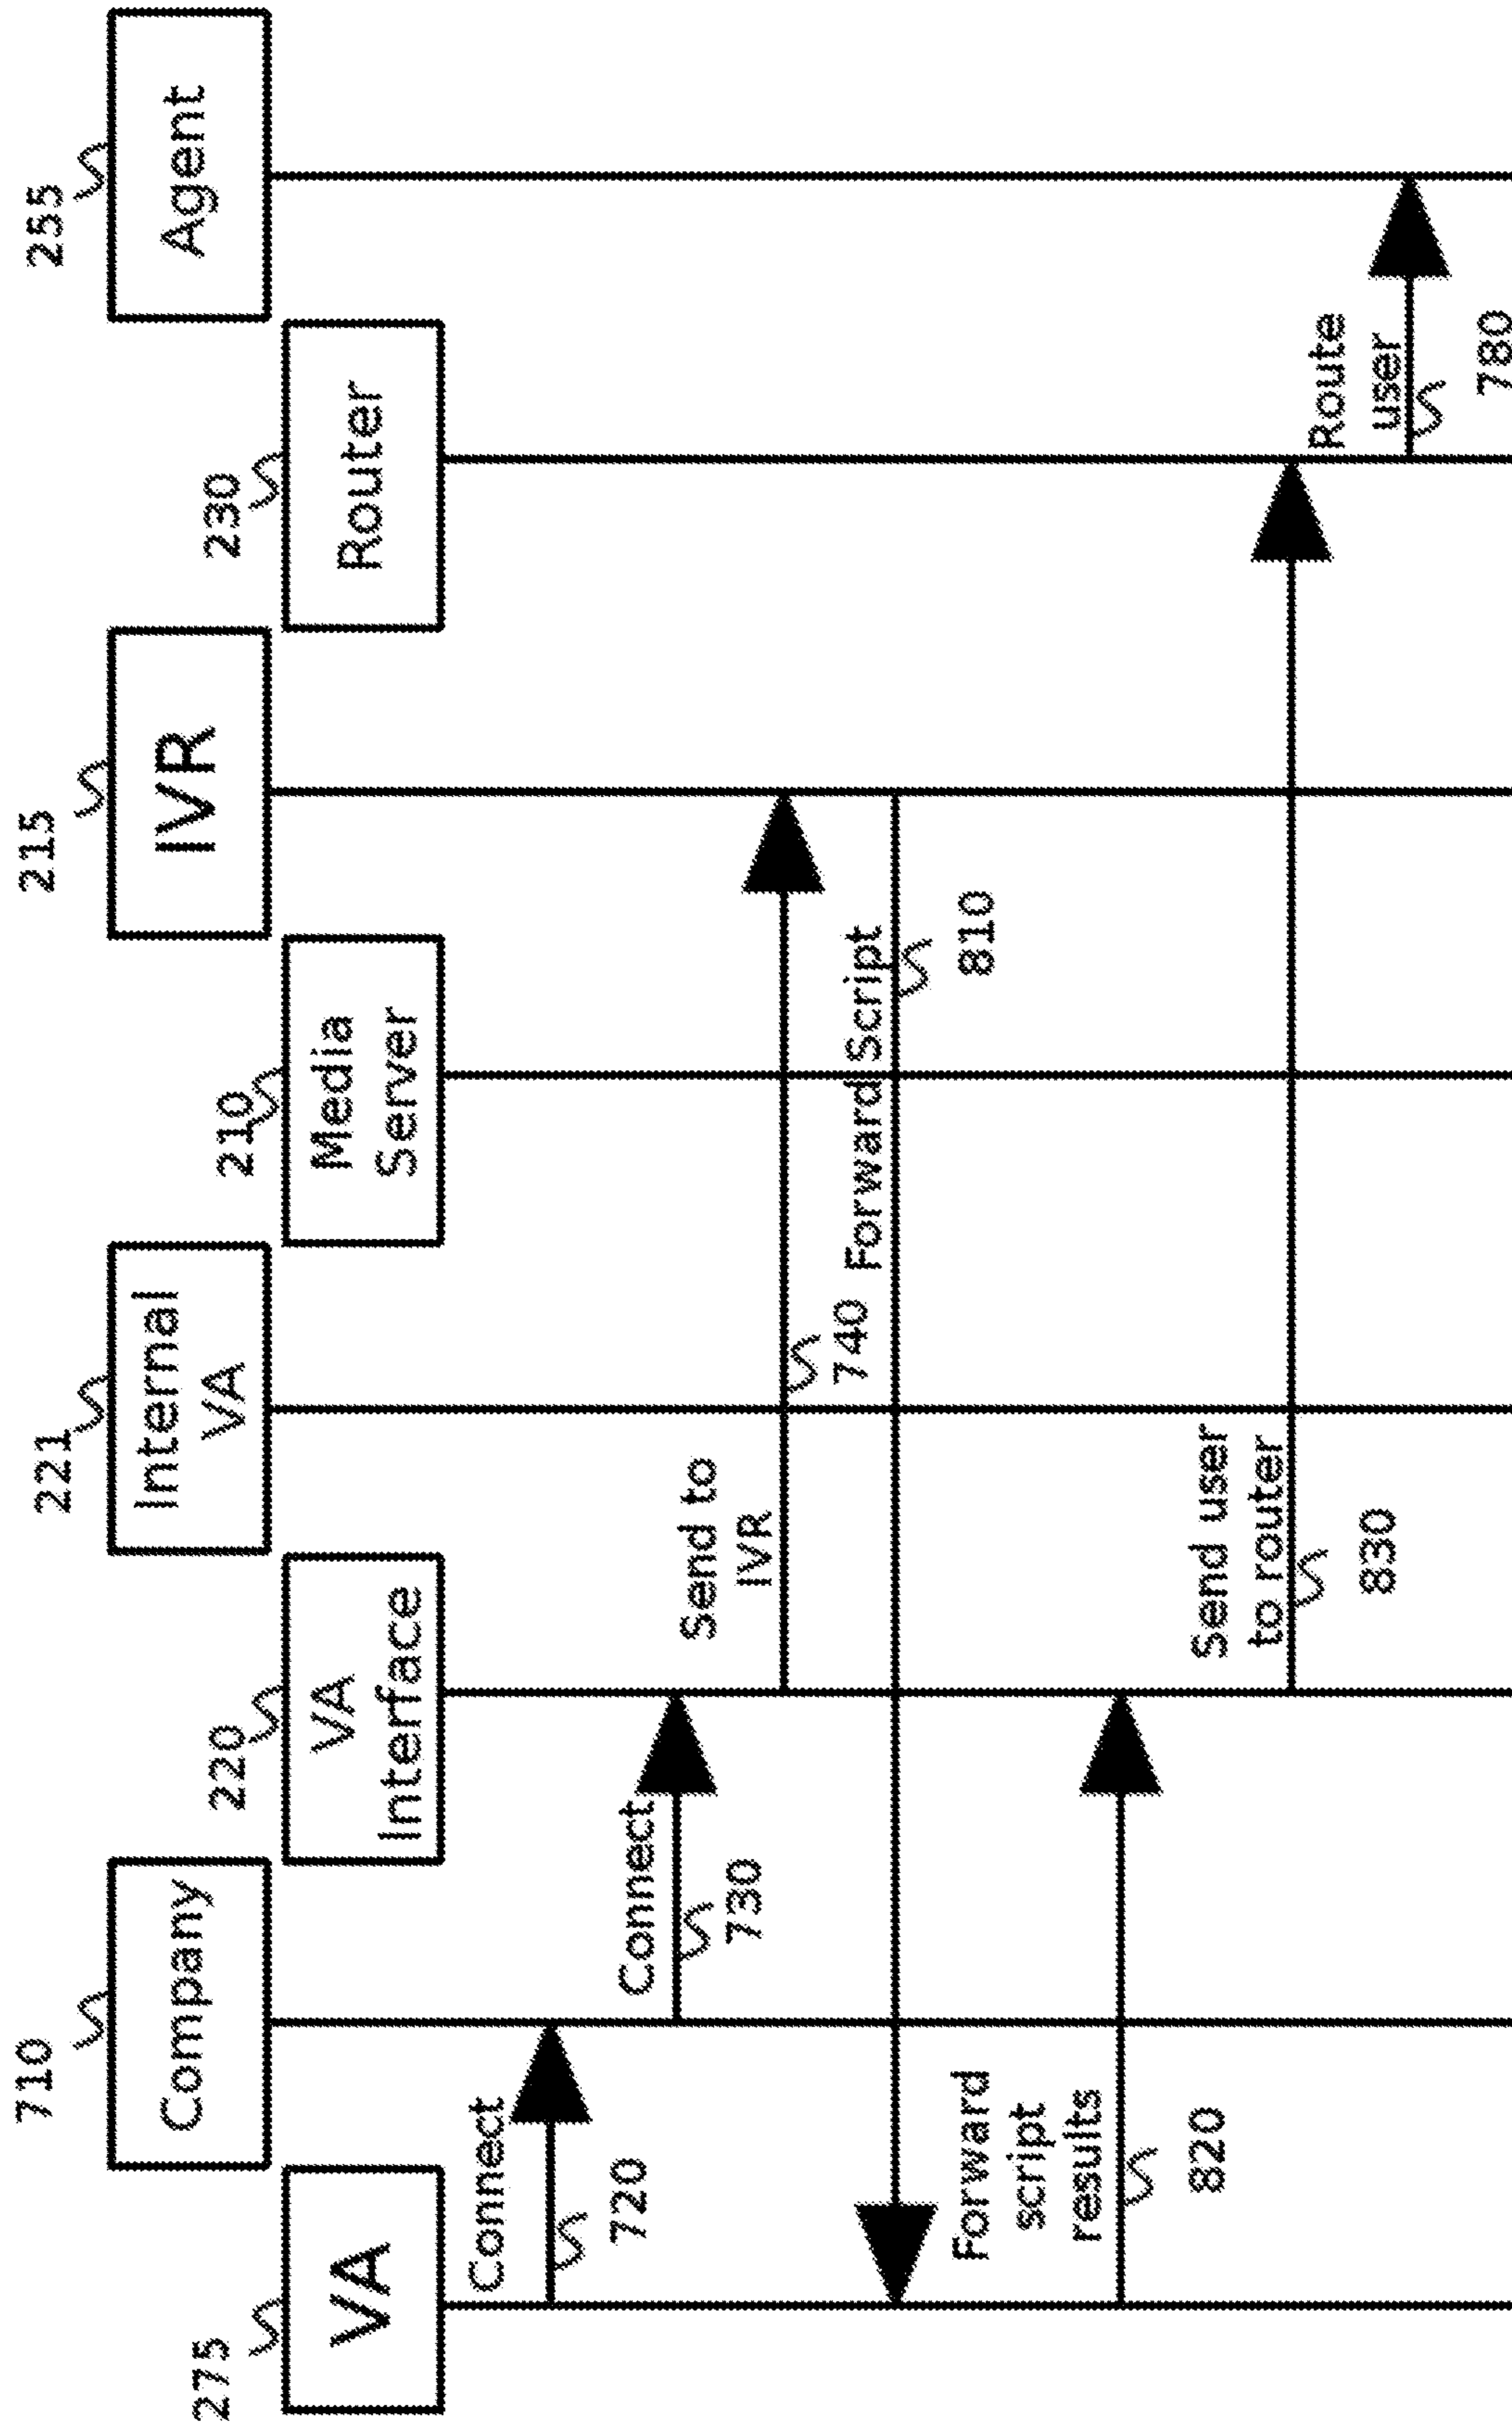 275
VA
710
Company
220
VA
Interface
221
Internal
VA
210
Media
Server
215
IVR
230
Router
255
Agent
Connect
720
Connect
730
Send to
IVR
740
Forward Script
810
Forward
script
results
820
Send user
to router
830
Route
user
780